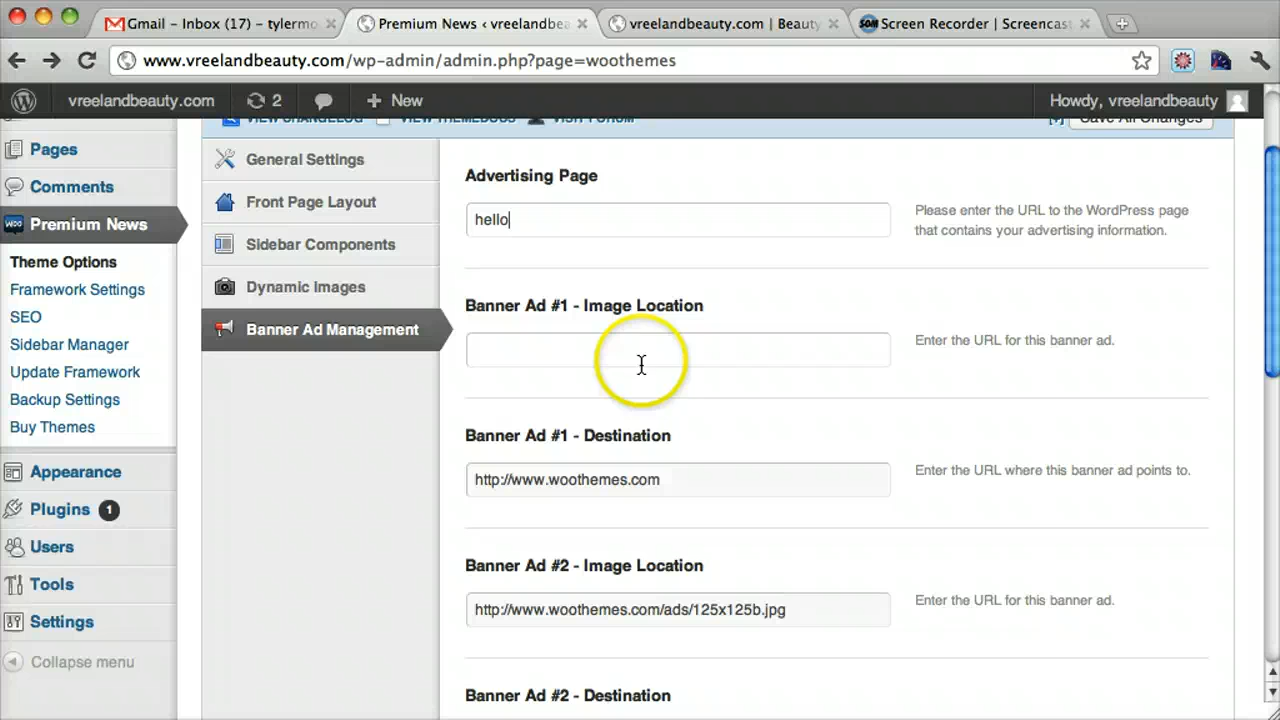 Gmail - Inbox (17) - tylermo
Premium News ‹ vreelandbea
vreelandbeauty.com | Beauty
SOM Screen Recorder | Screencast
www.vreelandbeauty.com/wp-admin/admin.php?page=woothemes
vreelandbeauty.com 2 + New Howdy, vreelandbeauty
VIEW CHANGELOG VIEW THEMEDOCS VISIT FORUM [+] Save All Changes
Pages
Comments
WOO Premium News
Theme Options
Framework Settings
SEO
Sidebar Manager
Update Framework
Backup Settings
Buy Themes
Appearance
Plugins 1
Users
Tools
Settings
Collapse menu
General Settings
Front Page Layout
Sidebar Components
Dynamic Images
Banner Ad Management
Advertising Page
hello
Please enter the URL to the WordPress page
that contains your advertising information.
Banner Ad #1 - Image Location
Enter the URL for this banner ad.
Banner Ad #1 - Destination
http://www.woothemes.com
Enter the URL where this banner ad points to.
Banner Ad #2 - Image Location
http://www.woothemes.com/ads/125x125b.jpg
Enter the URL for this banner ad.
Banner Ad #2 - Destination